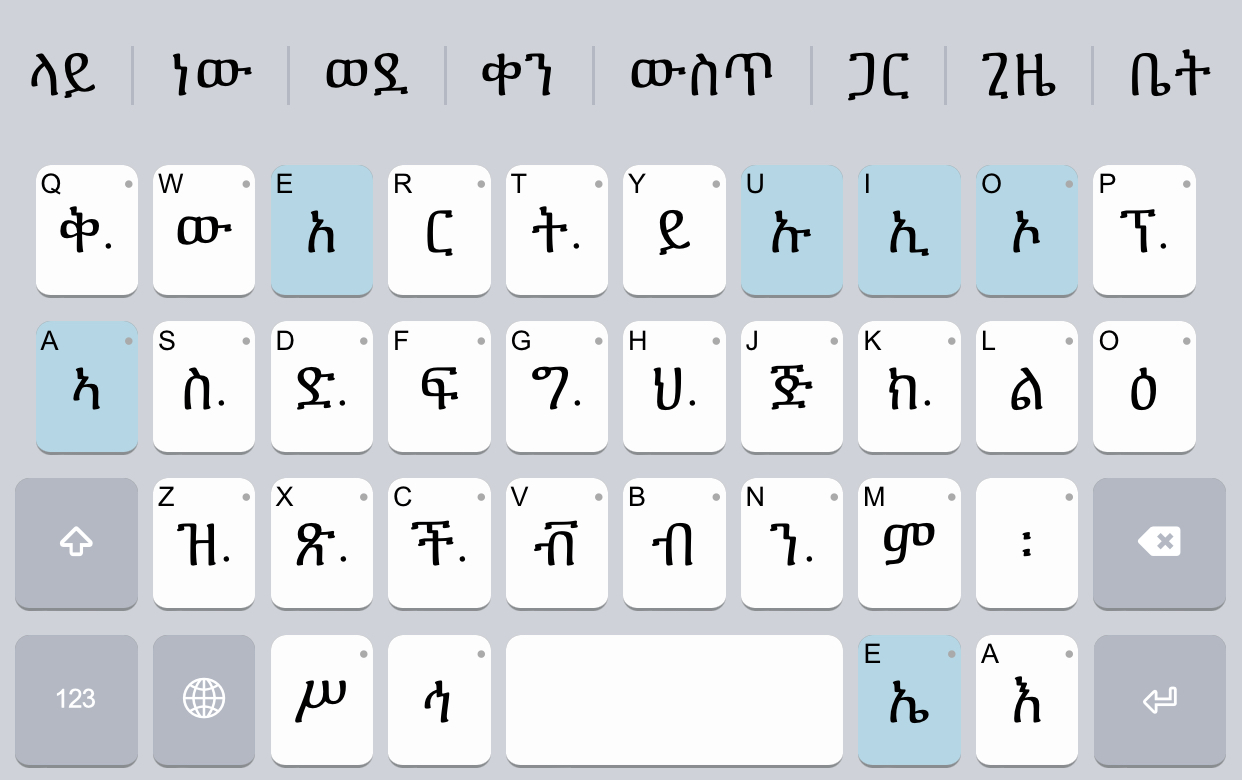 ላይ ነው ወደ ቀን ውስጥ ጋር ጊዜ ቤት
Q ቅ. W ው E አ R ር T ት. Y ይ U ኡ I ኢ O ኦ P ፕ.
A ኣ S ስ. D ድ. F ፍ G ግ. H ህ. J ጅ K ክ. L ል O ዕ
Z ዝ. X ጽ. C ች. V ቭ B ብ N ን. M ም ፡
123 ሥ ኅ E ኤ A እ